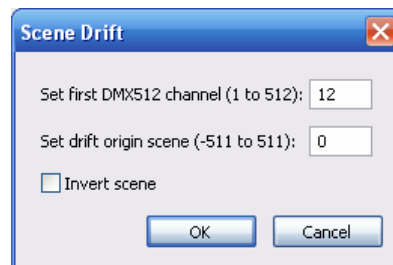 Scene Drift
Set first DMX512 channel (1 to 512): 12
Set drift origin scene (-511 to 511): 0
Invert scene
OK Cancel